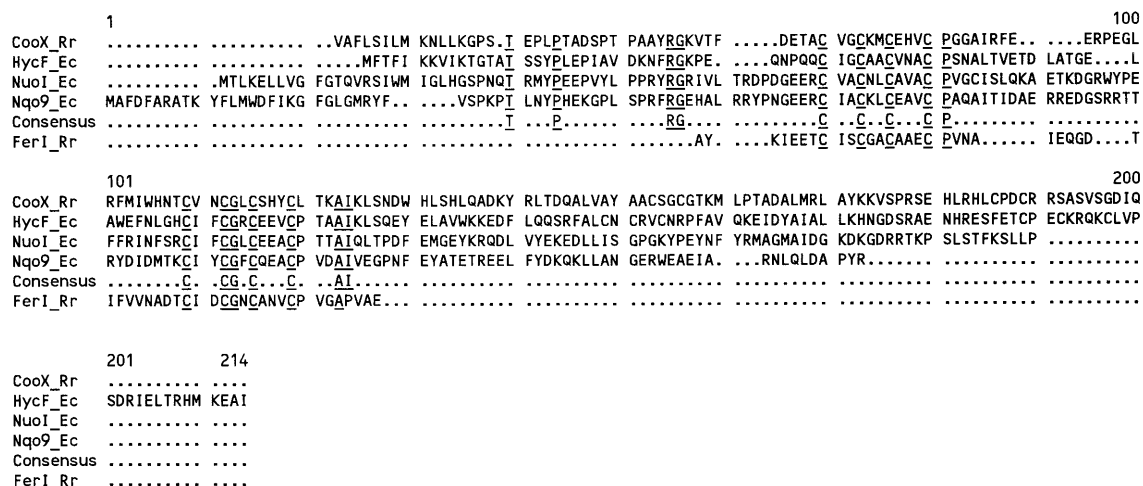 1 100
CooX_Rr .......... .......... ...VAFLSILM KNLLKGPS.T EPLPTADSPT PAAYRGKVTF .....DETAC VGCKMCEHVC PGGAIRFE.. ....ERPEGL
HycF_Ec .......... .......... ......MFTFI KKVIKTGTAT SSYPLEPIAV DKNFRGKPE. ....QNPQQC IGCAACVNAC PSNALTVETD LATGE....L
NuoI_Ec .......... .MTLKELLVG FGTQVRSIWM IGLHGSPNQT RMYPEEPVYL PPRYRGRIVL TRDPDGEERC VACNLCAVAC PVGCISLQKA ETKDGRWYPE
Nqo9_Ec MAFDFARATK YFLMWDFIKG FGLGMRYF.. ....VSPKPT LNYPHEKGPL SPRFRGEHAL RRYPNGEERC IACKLCEAVC PAQAITIDAE RREDGSRRTT
Consensus .......... .......... .......... .........T ...P...... ....RG.... .........C ..C..C...C P......... ..........
FerI_Rr .......... .......... .......... .......... .......... .......AY. ...KIEETC ISCGACAAEC PVNA...... IEQGD....T
101 200
CooX_Rr RFMIWHNTCV NCGLCSHYCL TKAIKLSNDW HLSHLQADKY RLTDQALVAY AACSGCGTKM LPTADALMRL AYKKVSPRSE HLRHLCPDCR RSASVSGDIQ
HycF_Ec AWEFNLGHCI FCGRCEEVCP TAAIKLSQEY ELAVWKKEDF LQQSRFALCN CRVCNRPFAV QKEIDYAIAL LKHNGDSRAE NHRESFETCP ECKRQKCLVP
NuoI_Ec FFRINFSRCI FCGLCEEACP TTAIQLTPDF EMGEYKRQDL VYEKEDLLIS GPGKYPEYNF YRMAGMAIDG KDKGDRRTKP SLSTFKSLLP ..........
Nqo9_Ec RYDIDMTKCI YCGFCQEACP VDAIVEGPNF EYATETREEL FYDKQKLLAN GERWEAEIA. ..RNLQLDA PYR....... .......... ..........
Consensus ........C. .CG.C...C. ...AI..... .......... .......... .......... .......... .......... .......... ..........
FerI_Rr IFVVNADTCI DCGNCANVCP VGAPVAE... .......... .......... .......... .......... .......... .......... ..........
201 214
CooX_Rr .......... ....
HycF_Ec SDRIELTRHM KEAI
NuoI_Ec .......... ....
Nqo9_Ec .......... ....
Consensus .......... ....
FerI_Rr .......... ....